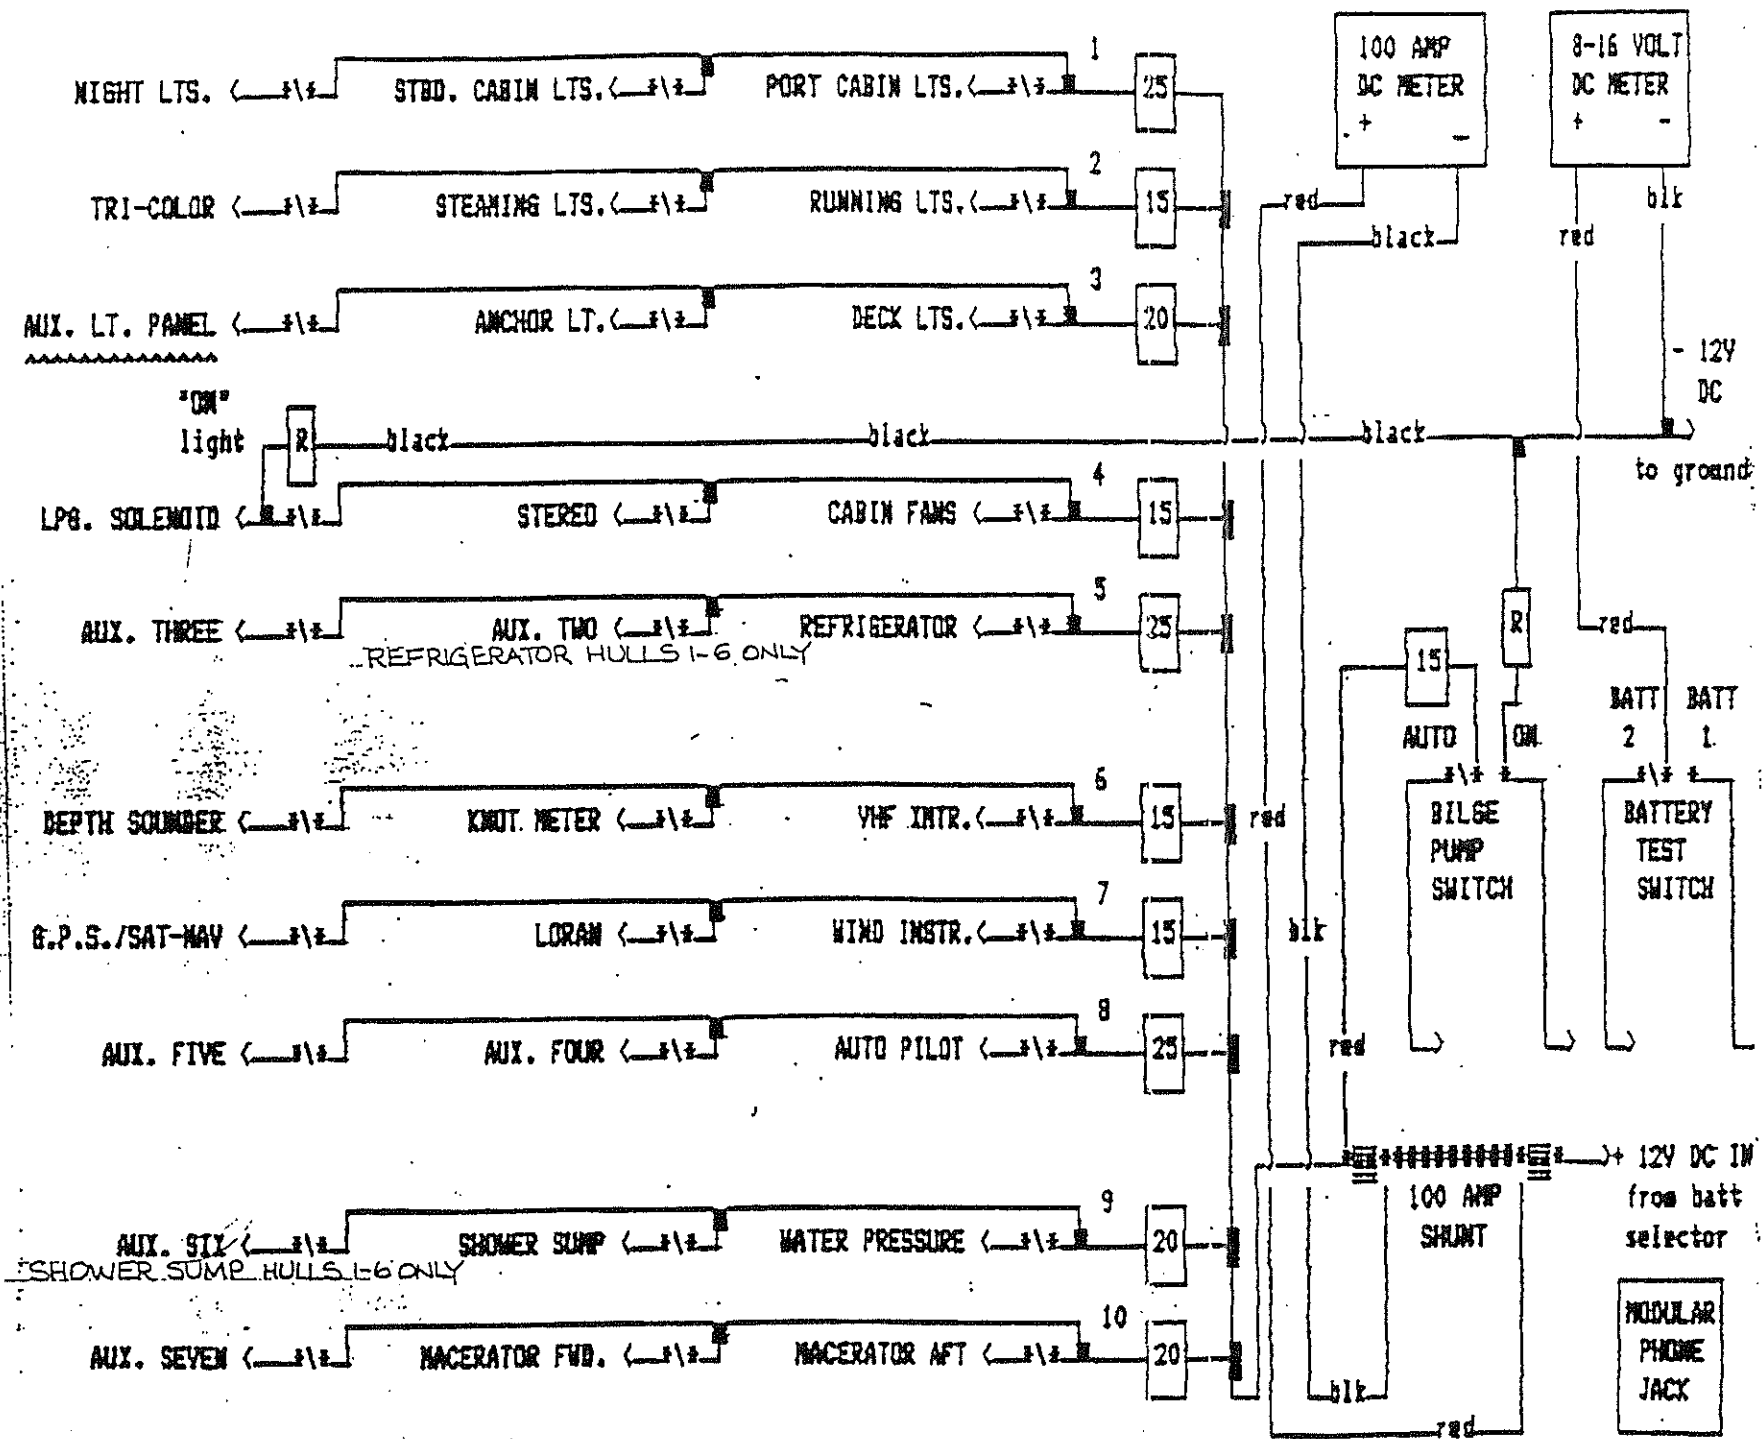 1
NIGHT LTS. STBD. CABIN LTS. PORT CABIN LTS. 25
2
TRI-COLOR STEAMING LTS. RUNNING LTS. 15
3
AUX. LT. PANEL ANCHOR LT. DECK LTS. 20
"ON"
light R black black black
4
LPG. SOLENOID STEREO CABIN FANS 15
5
AUX. THREE AUX. TWO REFRIGERATOR 25
REFRIGERATOR HULLS 1-6 ONLY
6
DEPTH SOUNDER KNOT METER VHF INTR. 15
7
G.P.S./SAT-NAV LORAN WIND INSTR. 15
8
AUX. FIVE AUX. FOUR AUTO PILOT 25
9
AUX. SIX SHOWER SUMP WATER PRESSURE 20
SHOWER SUMP HULLS 1-6 ONLY
10
AUX. SEVEN MACERATOR FWD. MACERATOR AFT 20
100 AMP
DC METER
+ -
8-16 VOLT
DC METER
+ -
red
black
red
blk
- 12V
DC
to ground
R
red
15
AUTO ON
BILGE
PUMP
SWITCH
BATT BATT
2 1
BATTERY
TEST
SWITCH
red
blk
red
100 AMP
SHUNT
+ 12V DC IN
from batt
selector
blk
red
MODULAR
PHONE
JACK